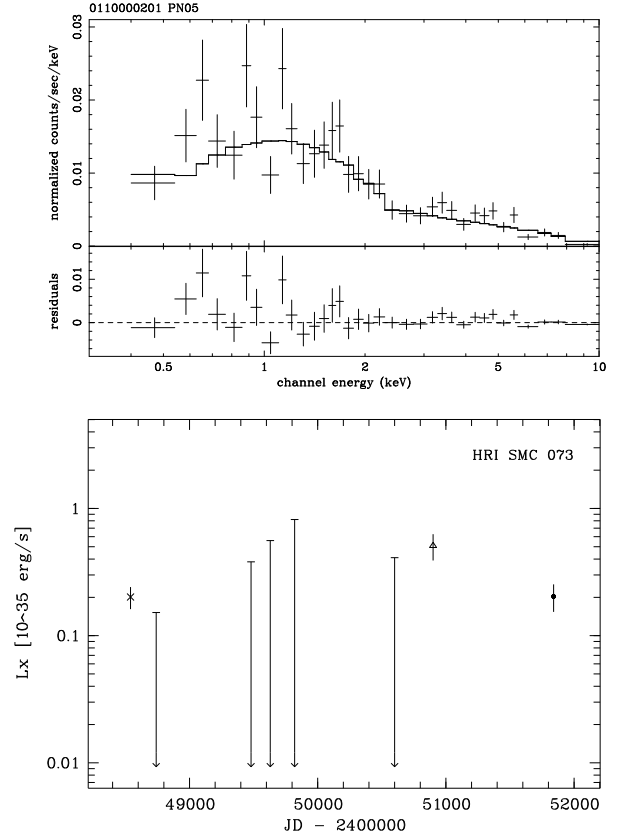 0110000201 PN05
normalized counts/sec/keV
0.03
0.02
0.01
0
residuals
0.01
0
0.5 1 2 5 10
channel energy (keV)
HRI SMC 073
Lx [10~35 erg/s]
1
0.1
0.01
49000 50000 51000 52000
JD - 2400000